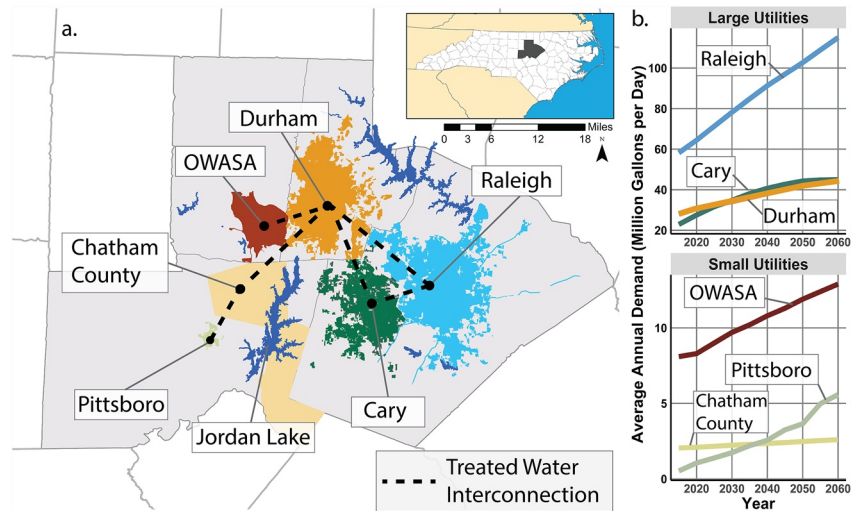 a.
Durham
OWASA
Raleigh
Chatham
County
Pittsboro
Jordan Lake
Cary
Treated Water
Interconnection
Miles
0 3 6 12 18
N
b.
Large Utilities
Raleigh
Cary
Durham
100
80
60
40
20
2020 2030 2040 2050 2060
Small Utilities
OWASA
Pittsboro
Chatham
County
10
5
0
2020 2030 2040 2050 2060
Year
Average Annual Demand (Million Gallons per Day)